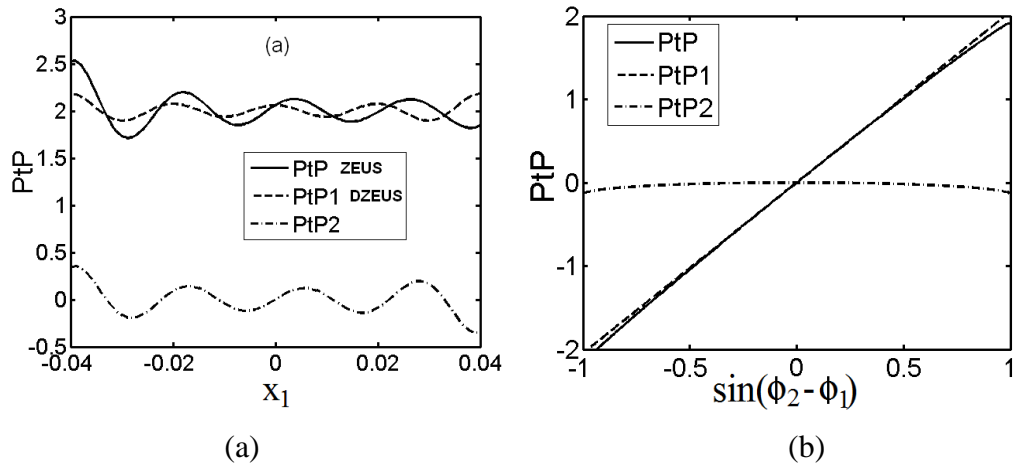 3
2.5
2
1.5
1
0.5
0
-0.5
-0.04
-0.02
0
0.02
0.04
PtP
x1
(a)
PtP ZEUS
PtP1 DZEUS
PtP2
(a)
2
1
0
-1
-2
-1
-0.5
0
0.5
1
PtP
sin(ϕ2-ϕ1)
PtP
PtP1
PtP2
(b)